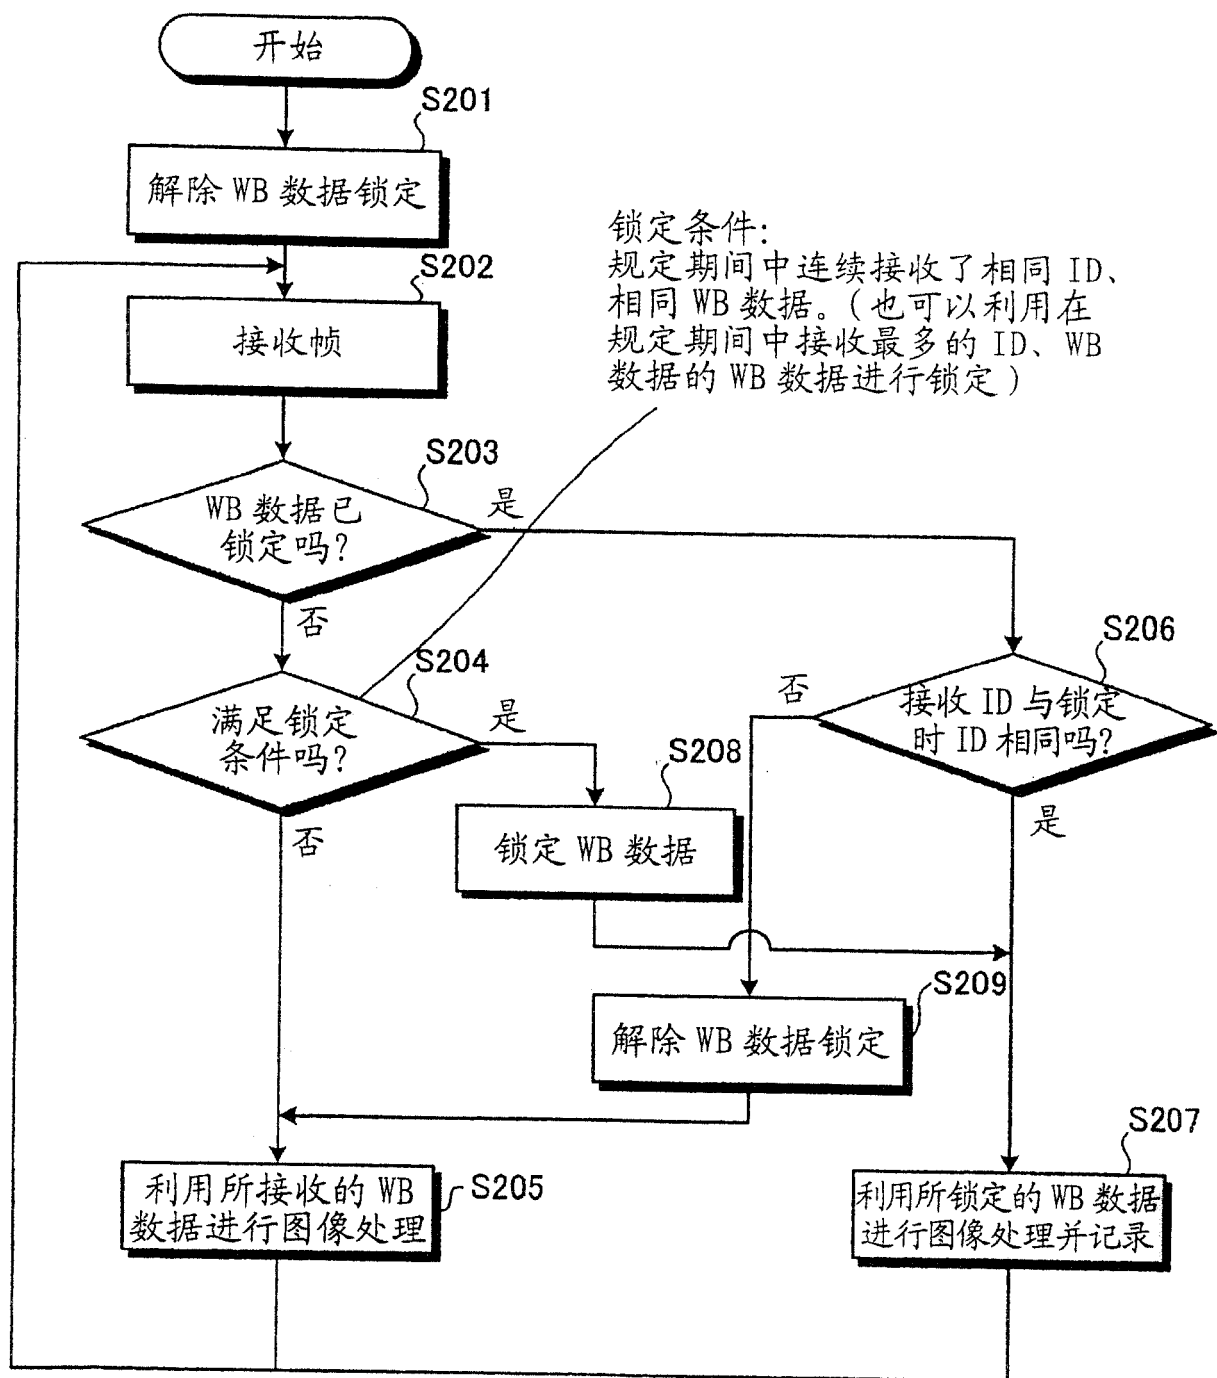 开始
S201
解除 WB 数据锁定
锁定条件:
规定期间中连续接收了相同 ID、
相同 WB 数据。(也可以利用在
规定期间中接收最多的 ID、WB
数据的 WB 数据进行锁定)
S202
接收帧
S203
WB 数据已
锁定吗?
是
否
S204
满足锁定
条件吗?
是
否
S206
接收 ID 与锁定
时 ID 相同吗?
否
是
S208
锁定 WB 数据
S209
解除 WB 数据锁定
S205
利用所接收的 WB
数据进行图像处理
S207
利用所锁定的 WB 数据
进行图像处理并记录